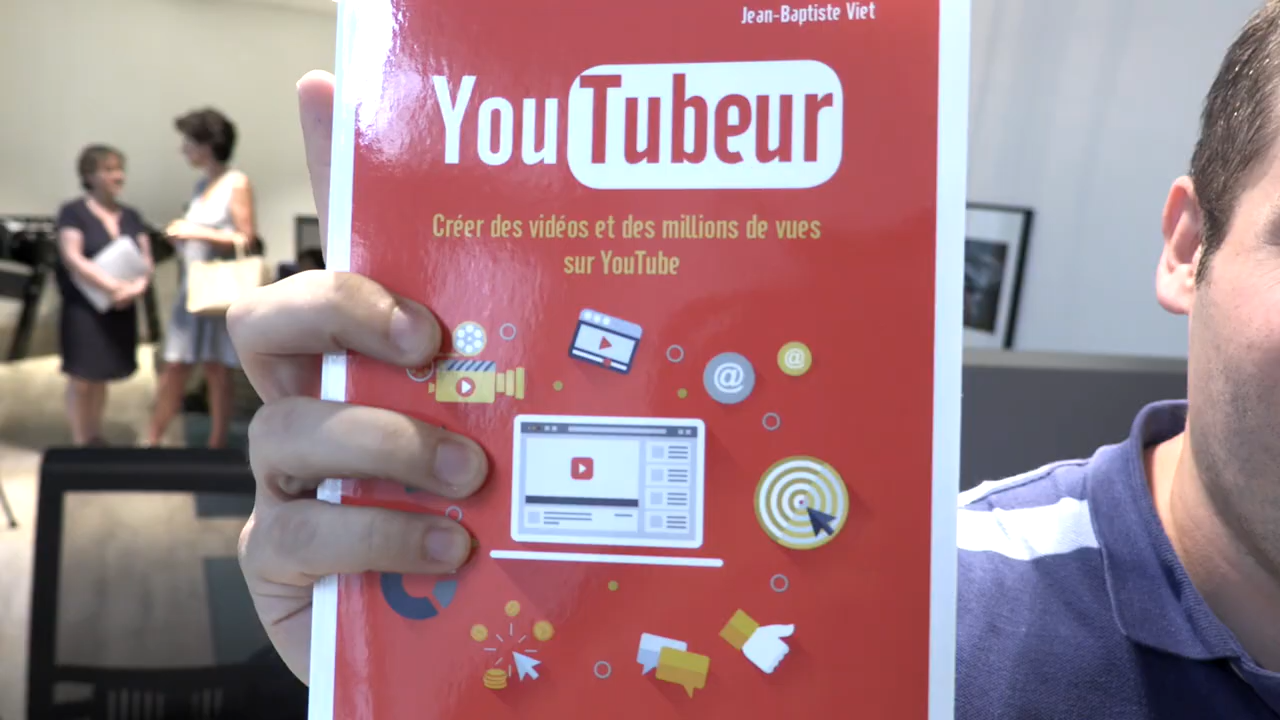 Jean-Baptiste Viet
YouTubeur
Créer des vidéos et des millions de vues
sur YouTube
@
@